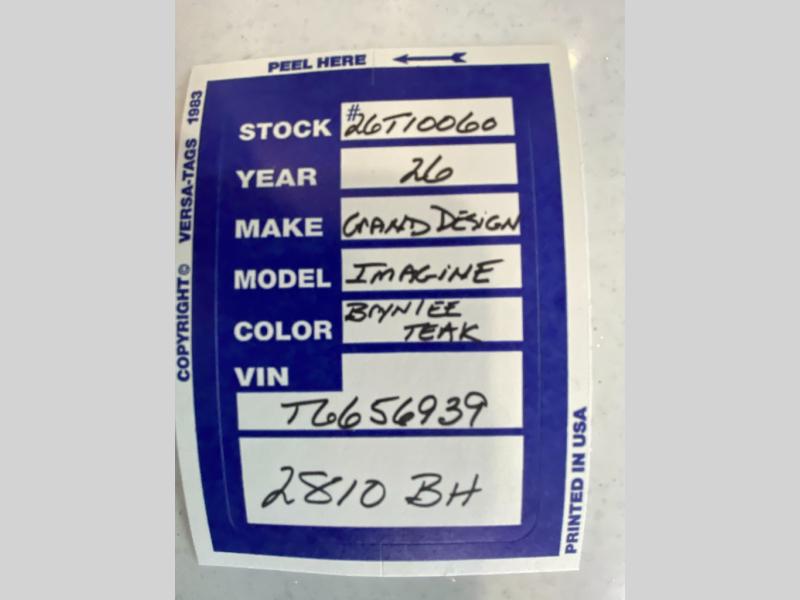 PEEL HERE
COPYRIGHT © VERSA-TAGS 1983
STOCK #26T10060
YEAR 26
MAKE GRAND DESIGN
MODEL IMAGINE
COLOR BRYNLEE
TEAK
VIN
T6656939
2810 BH
PRINTED IN USA